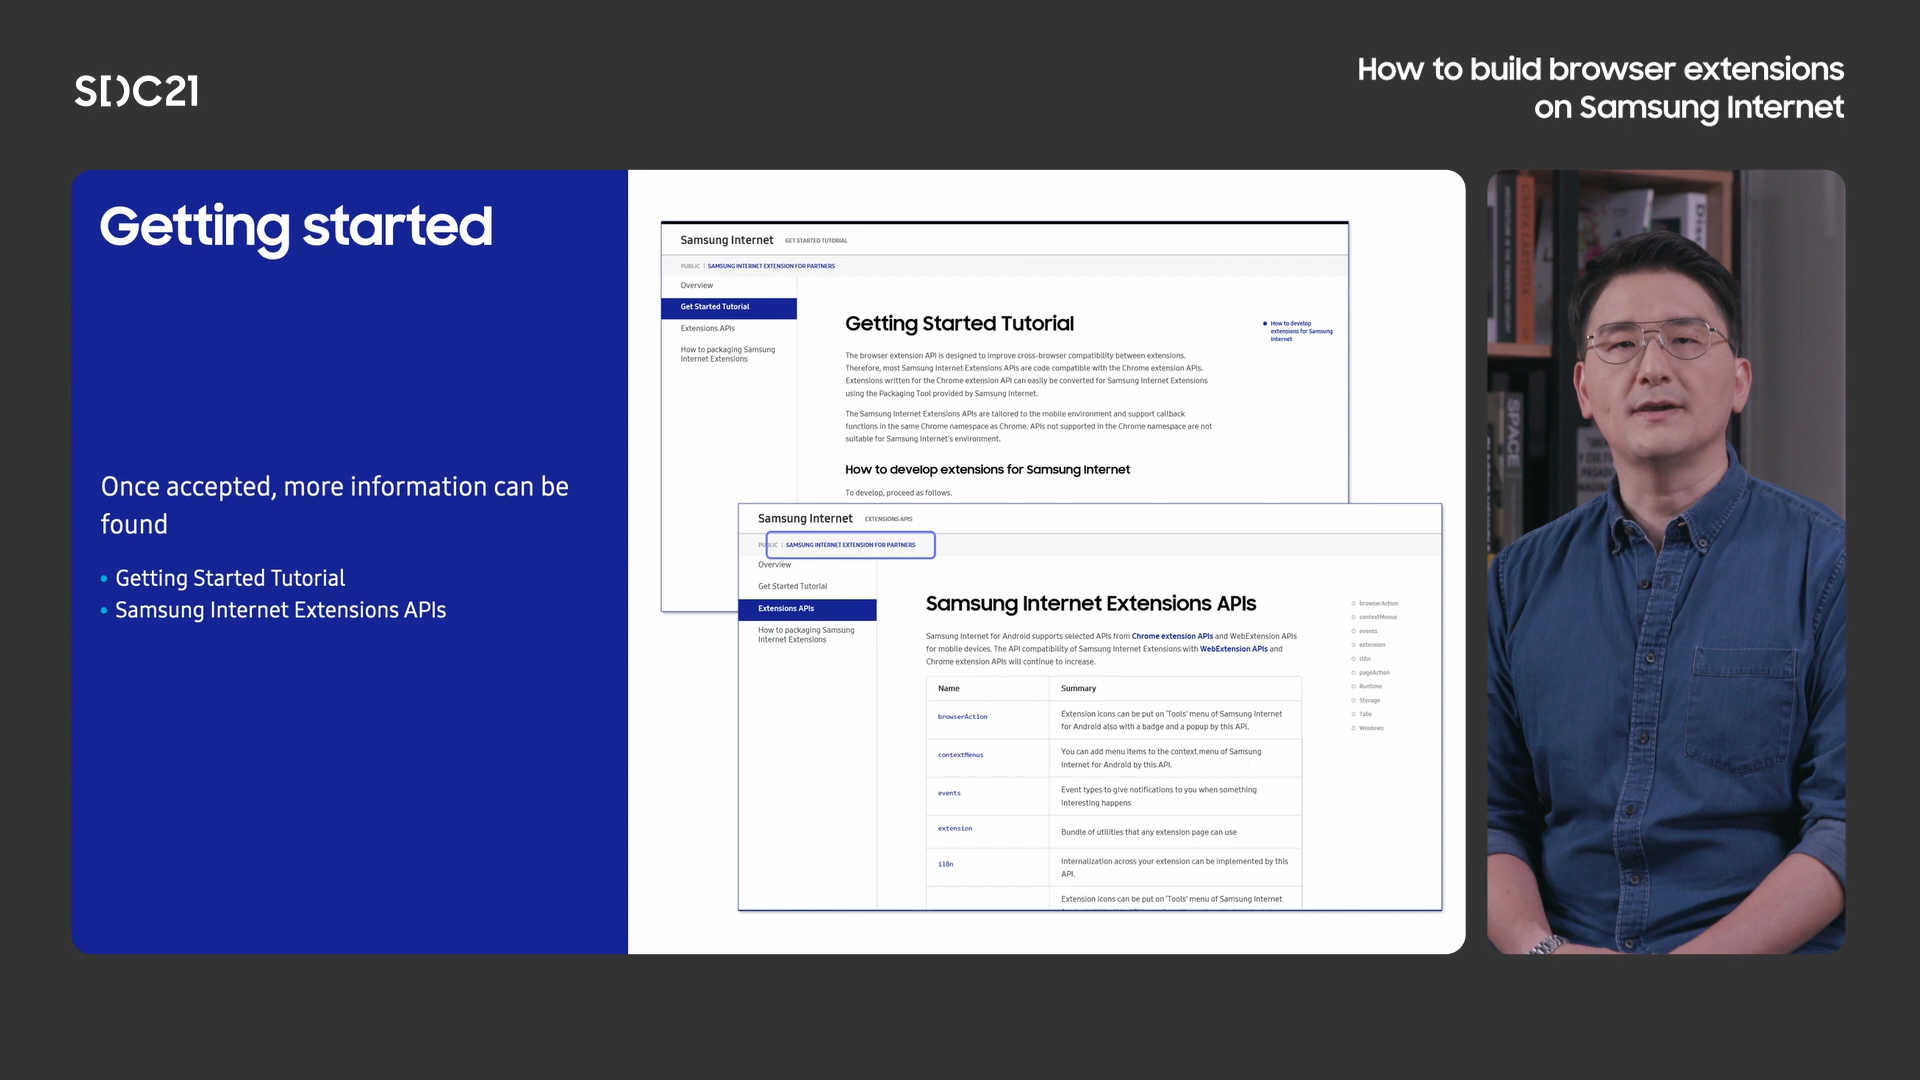 SDC21
How to build browser extensions
on Samsung Internet
Getting started
Once accepted, more information can be
found
Getting Started Tutorial
Samsung Internet Extensions APIs
Samsung Internet GET STARTED TUTORIAL
PUBLIC | SAMSUNG INTERNET EXTENSION FOR PARTNERS
Overview
Get Started Tutorial
Extensions APIs
How to packaging Samsung
Internet Extensions
Getting Started Tutorial
The browser extension API is designed to improve cross-browser compatibility between extensions.
Therefore, most Samsung Internet Extensions APIs are code compatible with the Chrome extension APIs.
Extensions written for the Chrome extension API can easily be converted for Samsung Internet Extensions
using the Packaging Tool provided by Samsung Internet.
The Samsung Internet Extensions APIs are tailored to the mobile environment and support callback
functions in the same Chrome namespace as Chrome. APIs not supported in the Chrome namespace are not
suitable for Samsung Internet's environment.
How to develop extensions for Samsung Internet
To develop, proceed as follows.
How to develop
extensions for Samsung
Internet
Samsung Internet EXTENSIONS APIS
PUBLIC | SAMSUNG INTERNET EXTENSION FOR PARTNERS
Overview
Get Started Tutorial
Extensions APIs
How to packaging Samsung
Internet Extensions
Samsung Internet Extensions APIs
Samsung Internet for Android supports selected APIs from Chrome extension APIs and WebExtension APIs
for mobile devices. The API compatibility of Samsung Internet Extensions with WebExtension APIs and
Chrome extension APIs will continue to increase.
Name Summary
browserAction Extension icons can be put on 'Tools' menu of Samsung Internet
for Android also with a badge and a popup by this API.
contextMenus You can add menu items to the context menu of Samsung
Internet for Android by this API.
events Event types to give notifications to you when something
interesting happens
extension Bundle of utilities that any extension page can use
i18n Internalization across your extension can be implemented by this
API.
Extension icons can be put on 'Tools' menu of Samsung Internet
browserAction
contextMenus
events
extension
i18n
pageAction
Runtime
Storage
Tabs
Windows
SPACE